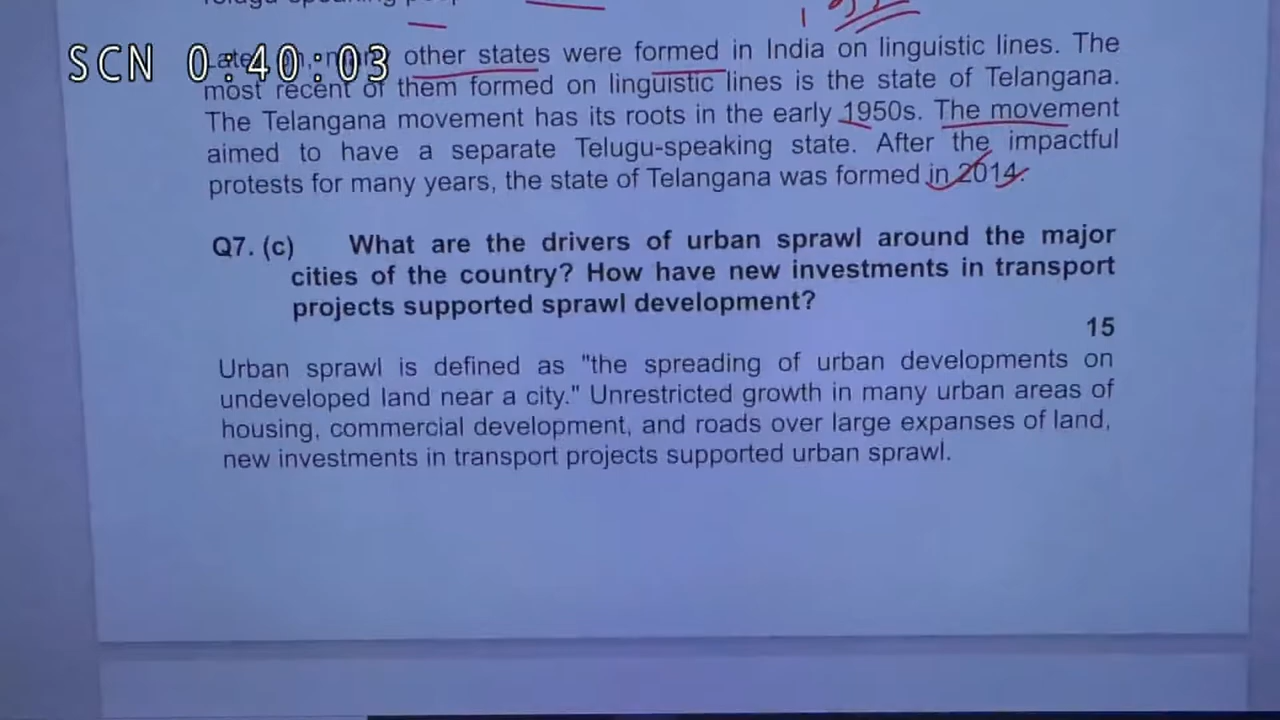 SCN 0:40:03
other states were formed in India on linguistic lines. The
most recent of them formed on linguistic lines is the state of Telangana.
The Telangana movement has its roots in the early 1950s. The movement
aimed to have a separate Telugu-speaking state. After the impactful
protests for many years, the state of Telangana was formed in 2014.
Q7. (c) What are the drivers of urban sprawl around the major
cities of the country? How have new investments in transport
projects supported sprawl development?
15
Urban sprawl is defined as "the spreading of urban developments on
undeveloped land near a city." Unrestricted growth in many urban areas of
housing, commercial development, and roads over large expanses of land,
new investments in transport projects supported urban sprawl.